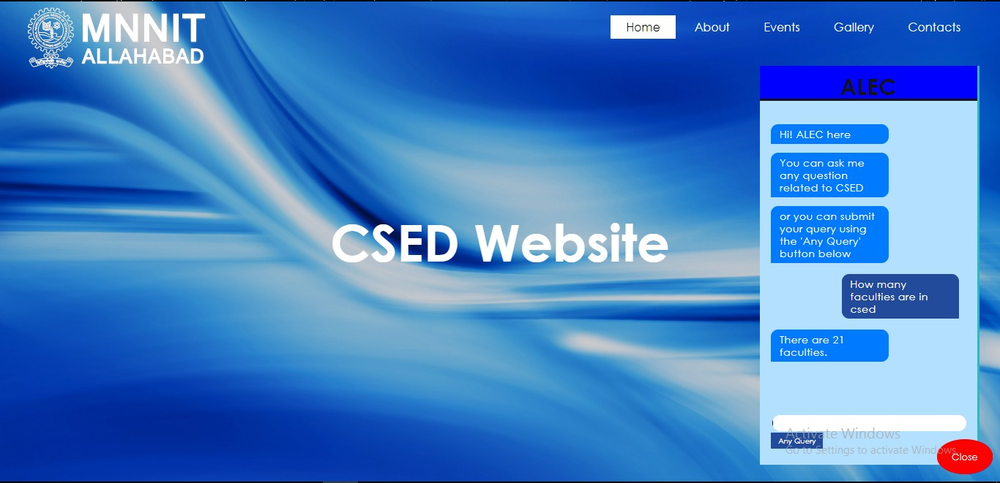 MNNIT
ALLAHABAD
Home
About
Events
Gallery
Contacts
CSED Website
ALEC
Hi! ALEC here
You can ask me
any question
related to CSED
or you can submit
your query using
the 'Any Query'
button below
How many
faculties are in
csed
There are 21
faculties.
Activate Windows
Any Query
Go to Settings to activate Windows.
Close